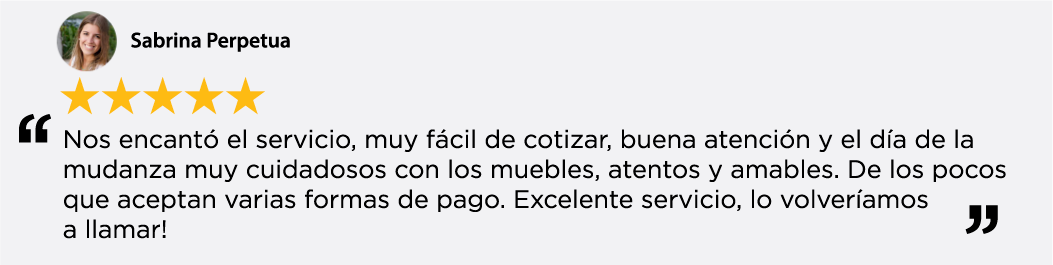 Sabrina Perpetua
“
Nos encantó el servicio, muy fácil de cotizar, buena atención y el día de la
mudanza muy cuidadosos con los muebles, atentos y amables. De los pocos
que aceptan varias formas de pago. Excelente servicio, lo volveríamos
a llamar!
”